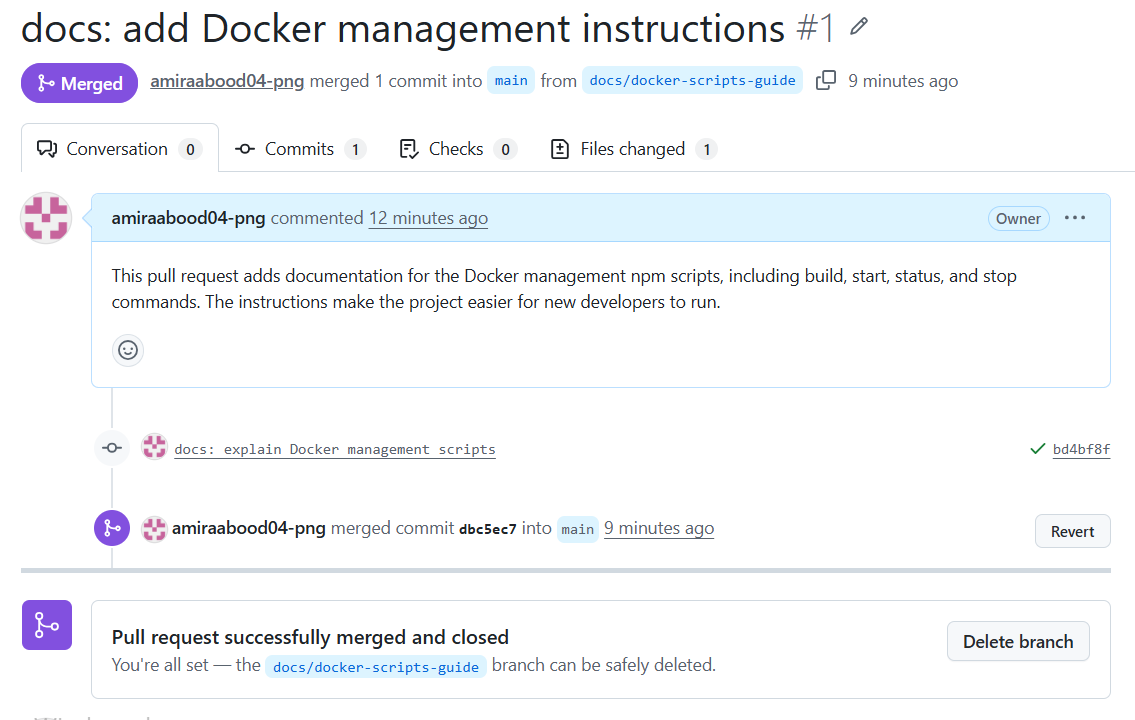 docs: add Docker management instructions #1
Merged amiraabood04-png merged 1 commit into main from docs/docker-scripts-guide 9 minutes ago
Conversation 0 Commits 1 Checks 0 Files changed 1
amiraabood04-png commented 12 minutes ago Owner ...
This pull request adds documentation for the Docker management npm scripts, including build, start, status, and stop
commands. The instructions make the project easier for new developers to run.
docs: explain Docker management scripts bd4bf8f
amiraabood04-png merged commit dbc5ec7 into main 9 minutes ago Revert
Pull request successfully merged and closed
You're all set — the docs/docker-scripts-guide branch can be safely deleted.
Delete branch